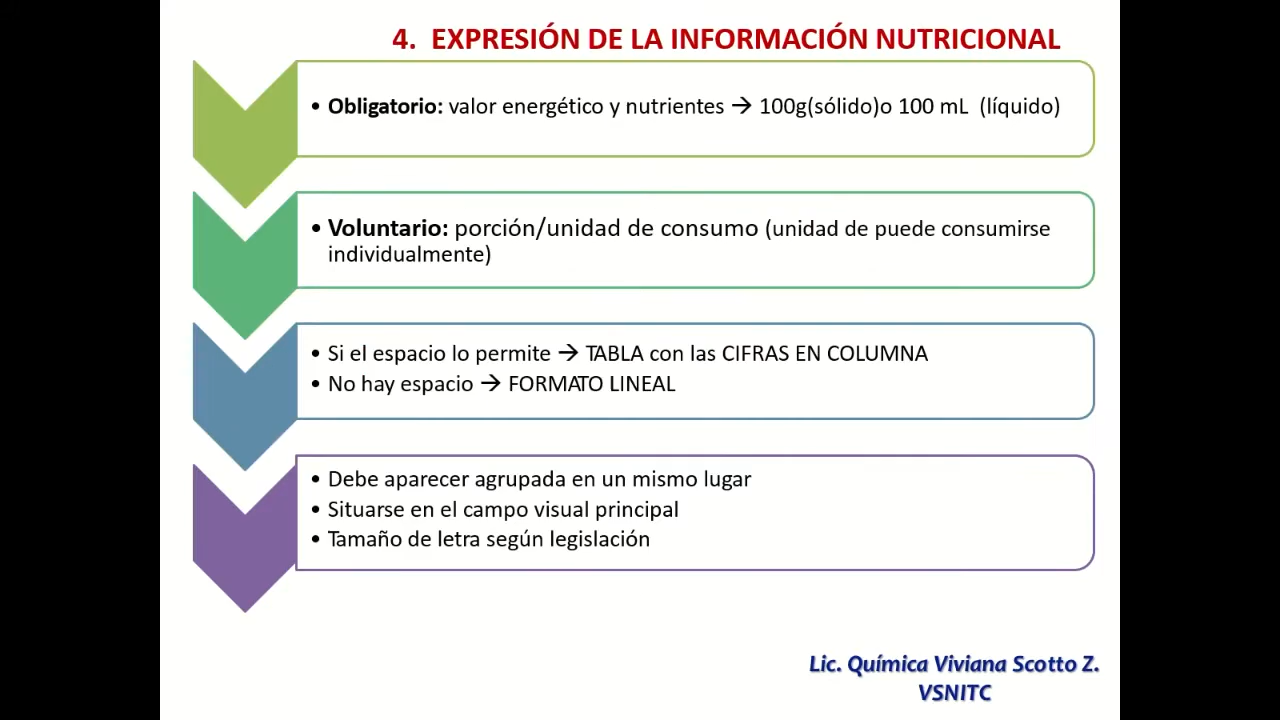 4. EXPRESIÓN DE LA INFORMACIÓN NUTRICIONAL
• Obligatorio: valor energético y nutrientes → 100g(sólido)o 100 mL (líquido)
• Voluntario: porción/unidad de consumo (unidad de puede consumirse
individualmente)
• Si el espacio lo permite → TABLA con las CIFRAS EN COLUMNA
• No hay espacio → FORMATO LINEAL
• Debe aparecer agrupada en un mismo lugar
• Situarse en el campo visual principal
• Tamaño de letra según legislación
Lic. Química Viviana Scotto Z.
VSNITC